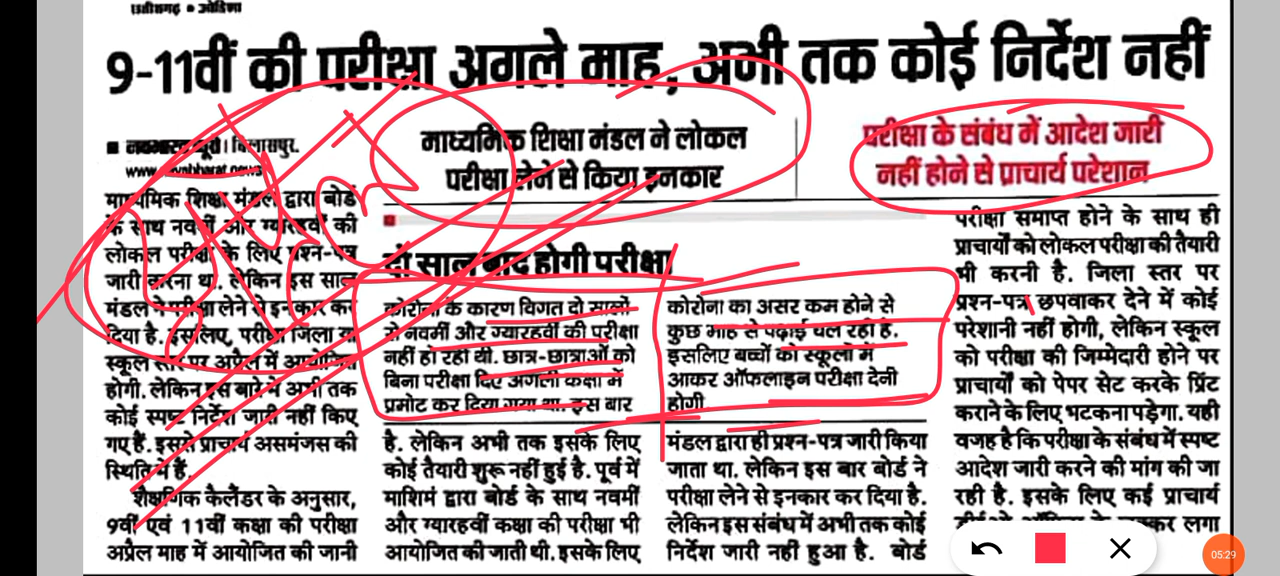 छत्तीसगढ़ • ओडिशा
9-11वीं की परीक्षा अगले माह, अभी तक कोई निर्देश नहीं
■ नवभारत ब्यूरो। बिलासपुर.
www.navabharat.news
माध्यमिक शिक्षा मंडल द्वारा बोर्ड
के साथ नवमीं और ग्यारहवीं की
लोकल परीक्षा के लिए प्रश्न-पत्र
जारी करना था. लेकिन इस साल
मंडल ने परीक्षा लेने से इनकार कर
दिया है. इसलिए, परीक्षा जिला या
स्कूल स्तर पर अप्रैल में आयोजित
होगी. लेकिन इस बारे में अभी तक
कोई स्पष्ट निर्देश जारी नहीं किए
गए हैं. इससे प्राचार्य असमंजस की
स्थिति में हैं.
शैक्षणिक कैलेंडर के अनुसार,
9वीं एवं 11वीं कक्षा की परीक्षा
अप्रैल माह में आयोजित की जानी
माध्यमिक शिक्षा मंडल ने लोकल
परीक्षा लेने से किया इनकार
परीक्षा के संबंध में आदेश जारी
नहीं होने से प्राचार्य परेशान
दो साल बाद होगी परीक्षा
कोरोना के कारण विगत दो सालों
से नवमीं और ग्यारहवीं की परीक्षा
नहीं हो रही थी. छात्र-छात्राओं को
बिना परीक्षा दिए अगली कक्षा में
प्रमोट कर दिया गया था. इस बार
कोरोना का असर कम होने से
कुछ माह से पढ़ाई चल रही है.
इसलिए बच्चों को स्कूलों में
आकर ऑफलाइन परीक्षा देनी
होगी
है. लेकिन अभी तक इसके लिए
कोई तैयारी शुरू नहीं हुई है. पूर्व में
माशिमं द्वारा बोर्ड के साथ नवमीं
और ग्यारहवीं कक्षा की परीक्षा भी
आयोजित की जाती थी. इसके लिए
मंडल द्वारा ही प्रश्न-पत्र जारी किया
जाता था. लेकिन इस बार बोर्ड ने
परीक्षा लेने से इनकार कर दिया है.
लेकिन इस संबंध में अभी तक कोई
निर्देश जारी नहीं हुआ है. बोर्ड
परीक्षा समाप्त होने के साथ ही
प्राचार्यों को लोकल परीक्षा की तैयारी
भी करनी है. जिला स्तर पर
प्रश्न-पत्र छपवाकर देने में कोई
परेशानी नहीं होगी, लेकिन स्कूल
को परीक्षा की जिम्मेदारी होने पर
प्राचार्यों को पेपर सेट करके प्रिंट
कराने के लिए भटकना पड़ेगा. यही
वजह है कि परीक्षा के संबंध में स्पष्ट
आदेश जारी करने की मांग की जा
रही है. इसके लिए कई प्राचार्य
लगा
05:29